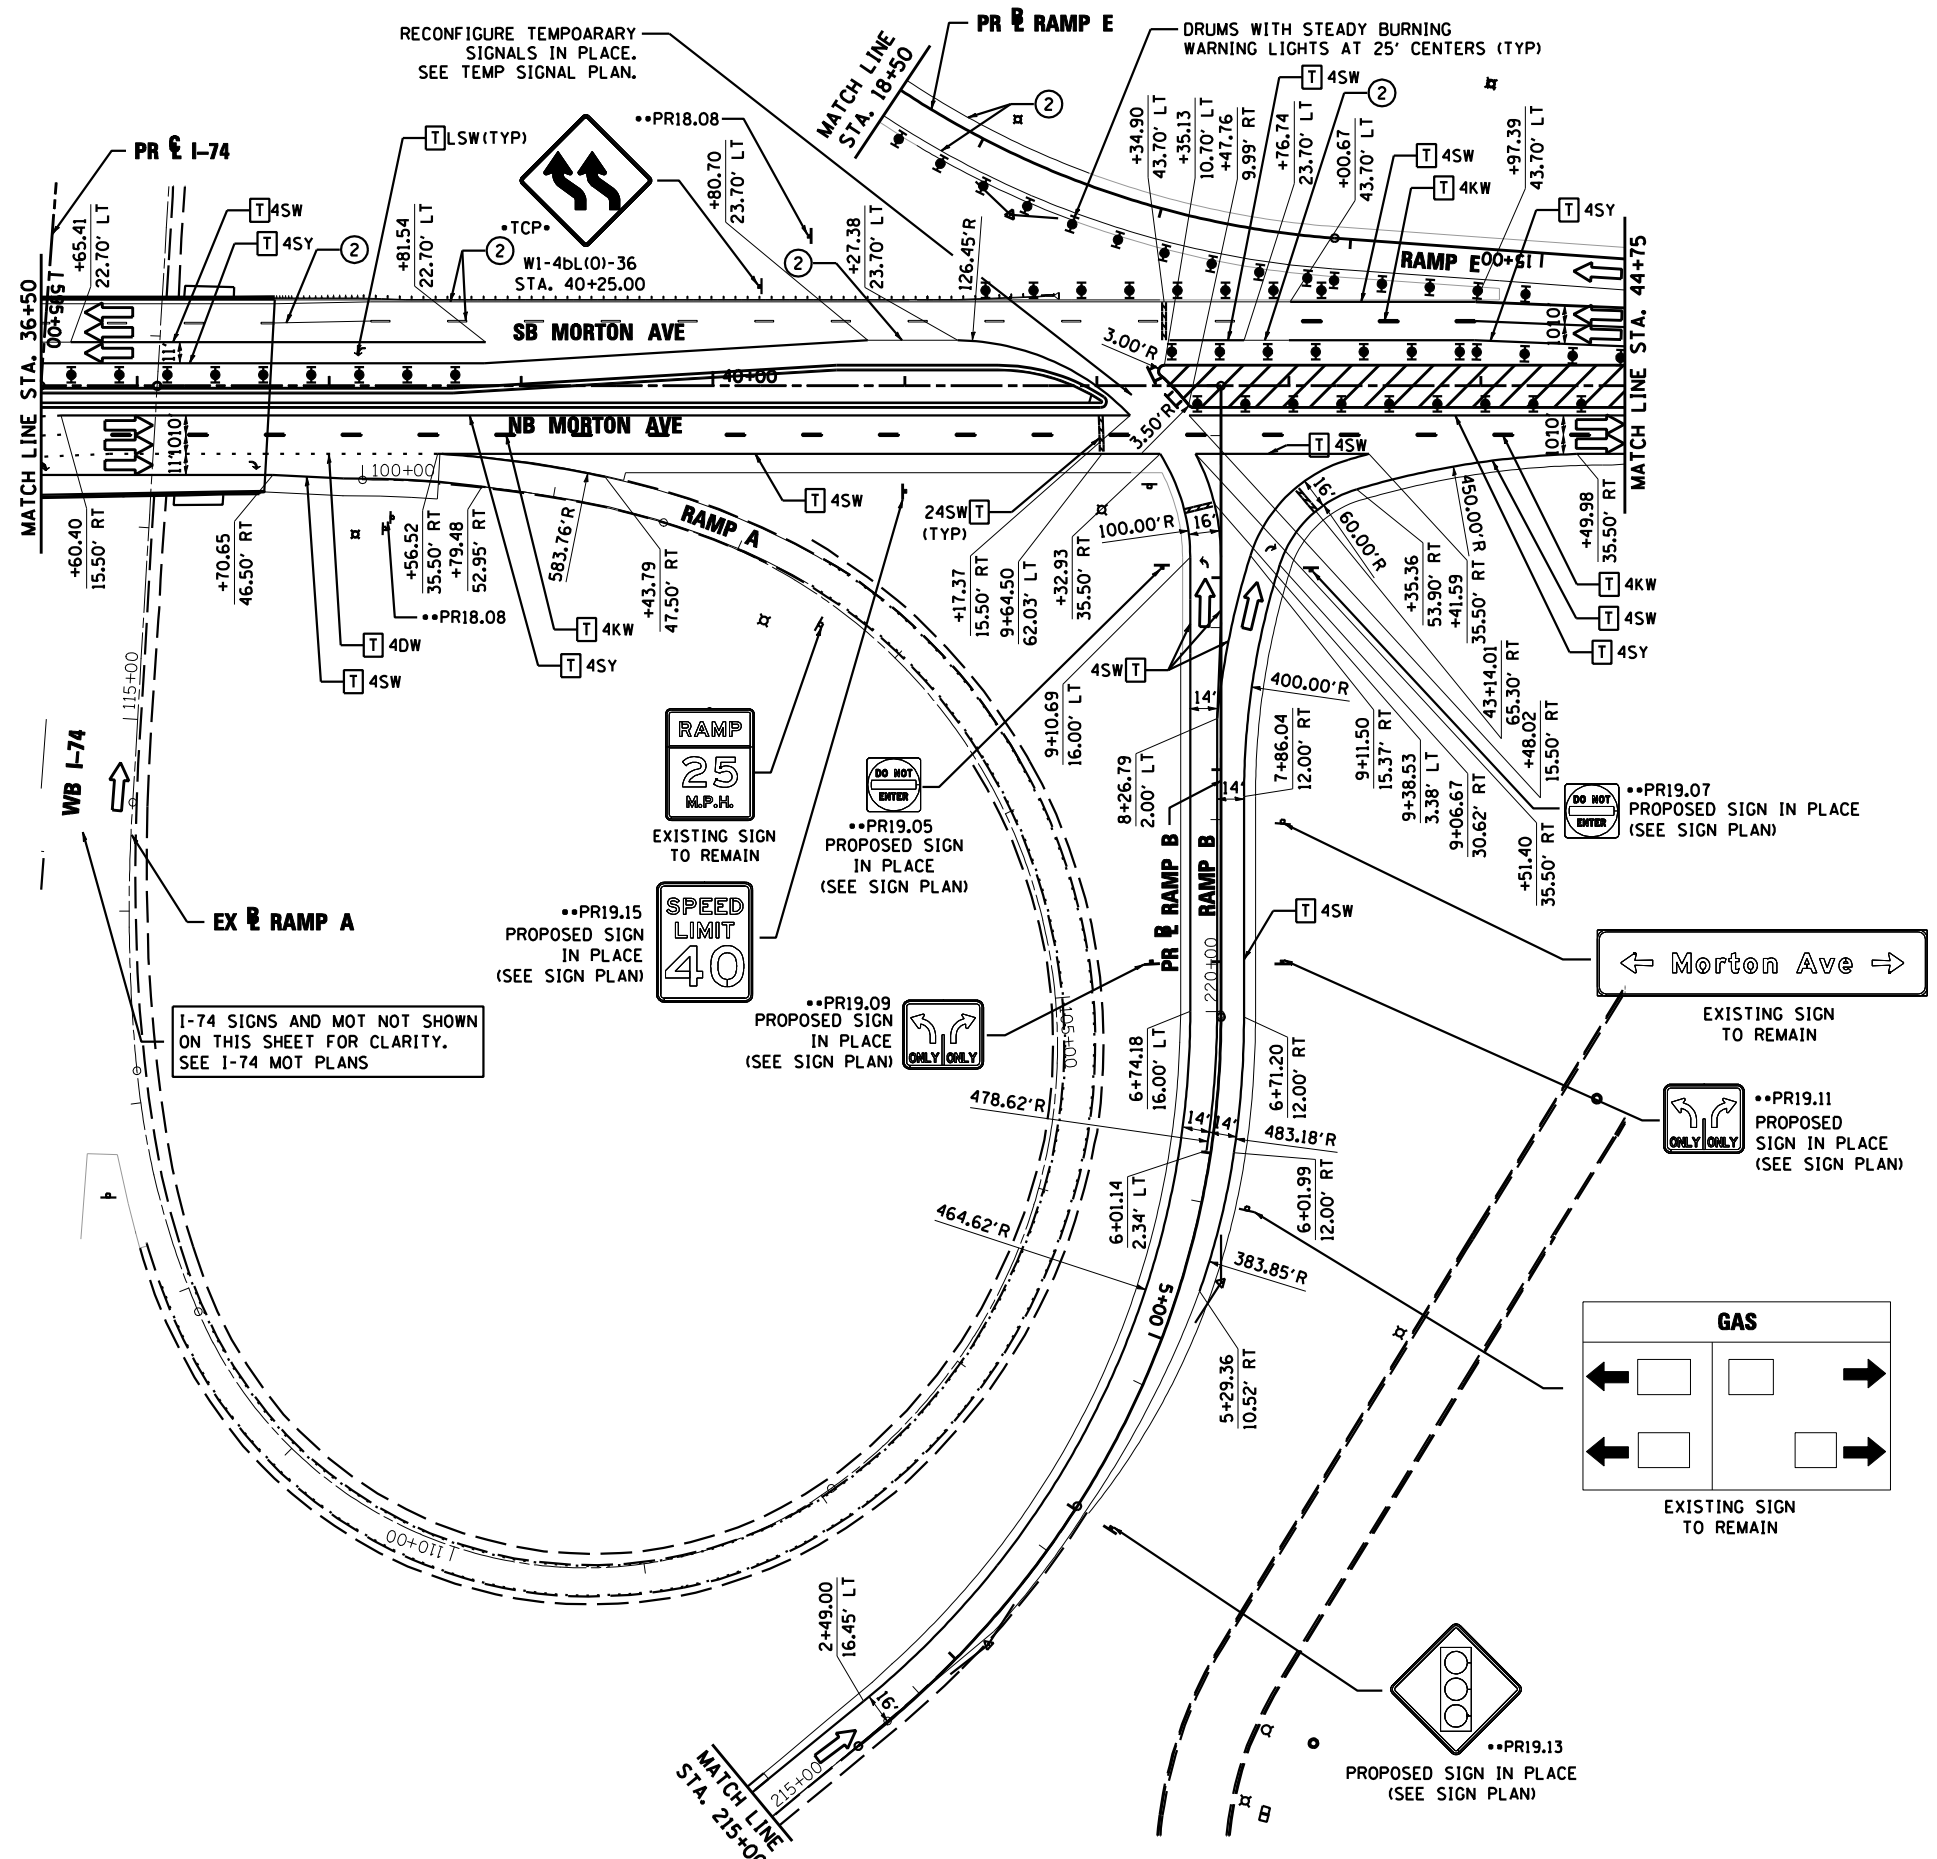 RECONFIGURE TEMPOARARY
SIGNALS IN PLACE.
SEE TEMP SIGNAL PLAN.
PR ℄ I-74
T LSW(TYP)
••PR18.08
•TCP•
W1-4bL(O)-36
STA. 40+25.00
MATCH LINE
STA. 18+50
PR B̲L̲ RAMP E
DRUMS WITH STEADY BURNING
WARNING LIGHTS AT 25' CENTERS (TYP)
2
T 4SW
2
T 4SW
T 4KW
T 4SY
+34.90
43.70' LT
+35.13
10.70' LT
+47.76
9.99' RT
+76.74
23.70' LT
+00.67
43.70' LT
+97.39
43.70' LT
+65.41
22.70' LT
T 4SW
T 4SY
2
+81.54
22.70' LT
2
+80.70
23.70' LT
2
+27.38
23.70' LT
126.45'R
RAMP E
115+00
MATCH LINE STA. 36+50
585+00
11'
SB MORTON AVE
40+00
3.00'R
3.50'R
1010'
MATCH LINE STA. 44+75
NB MORTON AVE
11'1010'
1010'
100+00
T 4SW
T 4SW
24SW T
(TYP)
RAMP A
100.00'R
16'
16'
60.00'R
450.00'R
+60.40
15.50' RT
+70.65
46.50' RT
+56.52
35.50' RT
+79.48
52.95' RT
583.76'R
+43.79
47.50' RT
••PR18.08
T 4KW
T 4DW
T 4SY
T 4SW
+17.37
15.50' RT
9+64.50
62.03' LT
+32.93
35.50' RT
+35.36
53.90' RT
+41.59
35.50' RT
+49.98
35.50' RT
T 4KW
T 4SW
T 4SY
4SW T
43+14.01
65.30' RT
+48.02
15.50' RT
115+00
WB I-74
EX B̲L̲ RAMP A
RAMP
25
M.P.H.
EXISTING SIGN
TO REMAIN
DO NOT
ENTER
••PR19.05
PROPOSED SIGN
IN PLACE
(SEE SIGN PLAN)
9+10.69
16.00' LT
14'
400.00'R
8+26.79
2.00' LT
7+86.04
12.00' RT
14'
9+11.50
15.37' RT
9+38.53
3.38' LT
9+06.67
30.62' RT
+51.40
35.50' RT
DO NOT
ENTER
••PR19.07
PROPOSED SIGN IN PLACE
(SEE SIGN PLAN)
PR B̲L̲ RAMP B
RAMP B
T 4SW
220+00
••PR19.15
PROPOSED SIGN
IN PLACE
(SEE SIGN PLAN)
SPEED
LIMIT
40
← Morton Ave →
EXISTING SIGN
TO REMAIN
I-74 SIGNS AND MOT NOT SHOWN
ON THIS SHEET FOR CLARITY.
SEE I-74 MOT PLANS
••PR19.09
PROPOSED SIGN
IN PLACE
(SEE SIGN PLAN)
ONLY ONLY
105+00
6+74.18
16.00' LT
6+71.20
12.00' RT
478.62'R
14'
14'
483.18'R
ONLY ONLY
••PR19.11
PROPOSED
SIGN IN PLACE
(SEE SIGN PLAN)
464.62'R
6+01.14
2.34' LT
6+01.99
12.00' RT
383.85'R
5+00
5+29.36
10.52' RT
GAS
EXISTING SIGN
TO REMAIN
110+00
2+49.00
16.45' LT
16'
215+00
MATCH LINE
STA. 215+00
••PR19.13
PROPOSED SIGN IN PLACE
(SEE SIGN PLAN)